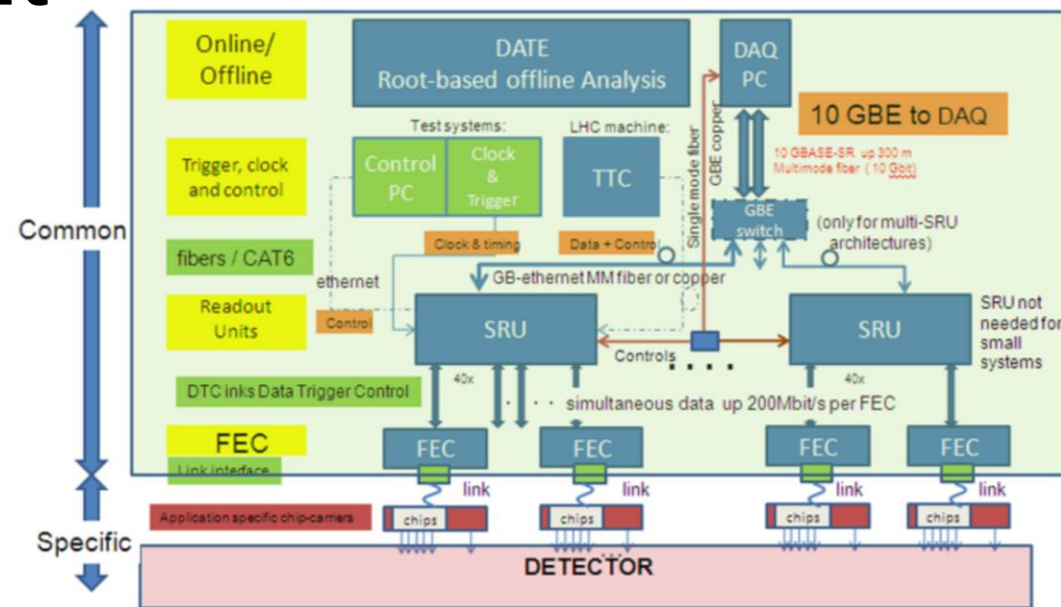 Online/
Offline
DATE
Root-based offline Analysis
DAQ
PC
10 GBE to DAQ
Test systems:
LHC machine:
Single mode fiber
GBE copper
10 GBASE-SR up 300 m
Multimode fiber ( 10 Gbit)
Trigger, clock
and control
Control
PC
Clock
&
Trigger
TTC
GBE
switch
(only for multi-SRU
architectures)
Common
Clock & timing
Data + Control
fibers / CAT6
ethernet
GB-ethernet MM fiber or copper
Readout
Units
Control
SRU
SRU
SRU not
needed for
small
systems
Controls
. . . .
DTC inks Data Trigger Control
40x
40x
. . . . simultaneous data up 200Mbit/s per FEC
FEC
FEC
FEC
FEC
FEC
Link interface
link
link
link
link
Application specific chip-carriers
chips
chips
chips
chips
Specific
...
DETECTOR